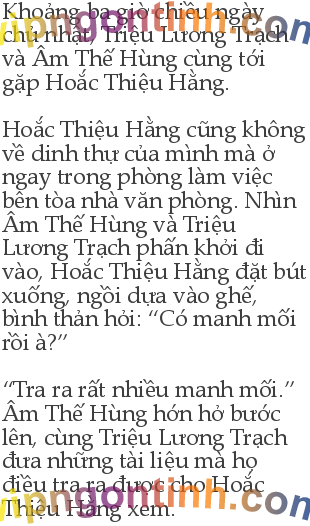 Khoảng ba giờ chiều ngày
chủ nhật, Triệu Lương Trạch
và Âm Thế Hùng cùng tới
gặp Hoắc Thiệu Hằng.
Hoắc Thiệu Hằng cũng không
về dinh thự của mình mà ở
ngay trong phòng làm việc
bên tòa nhà văn phòng. Nhìn
Âm Thế Hùng và Triệu
Lương Trạch phấn khởi đi
vào, Hoắc Thiệu Hằng đặt bút
xuống, ngồi dựa vào ghế,
bình thản hỏi: “Có manh mối
rồi à?”
“Tra ra rất nhiều manh mối.”
Âm Thế Hùng hớn hở bước
lên, cùng Triệu Lương Trạch
đưa những tài liệu mà họ
điều tra ra được cho Hoắc
Thiệu Hằng xem.
vipngontinh.com
vipngontinh.com